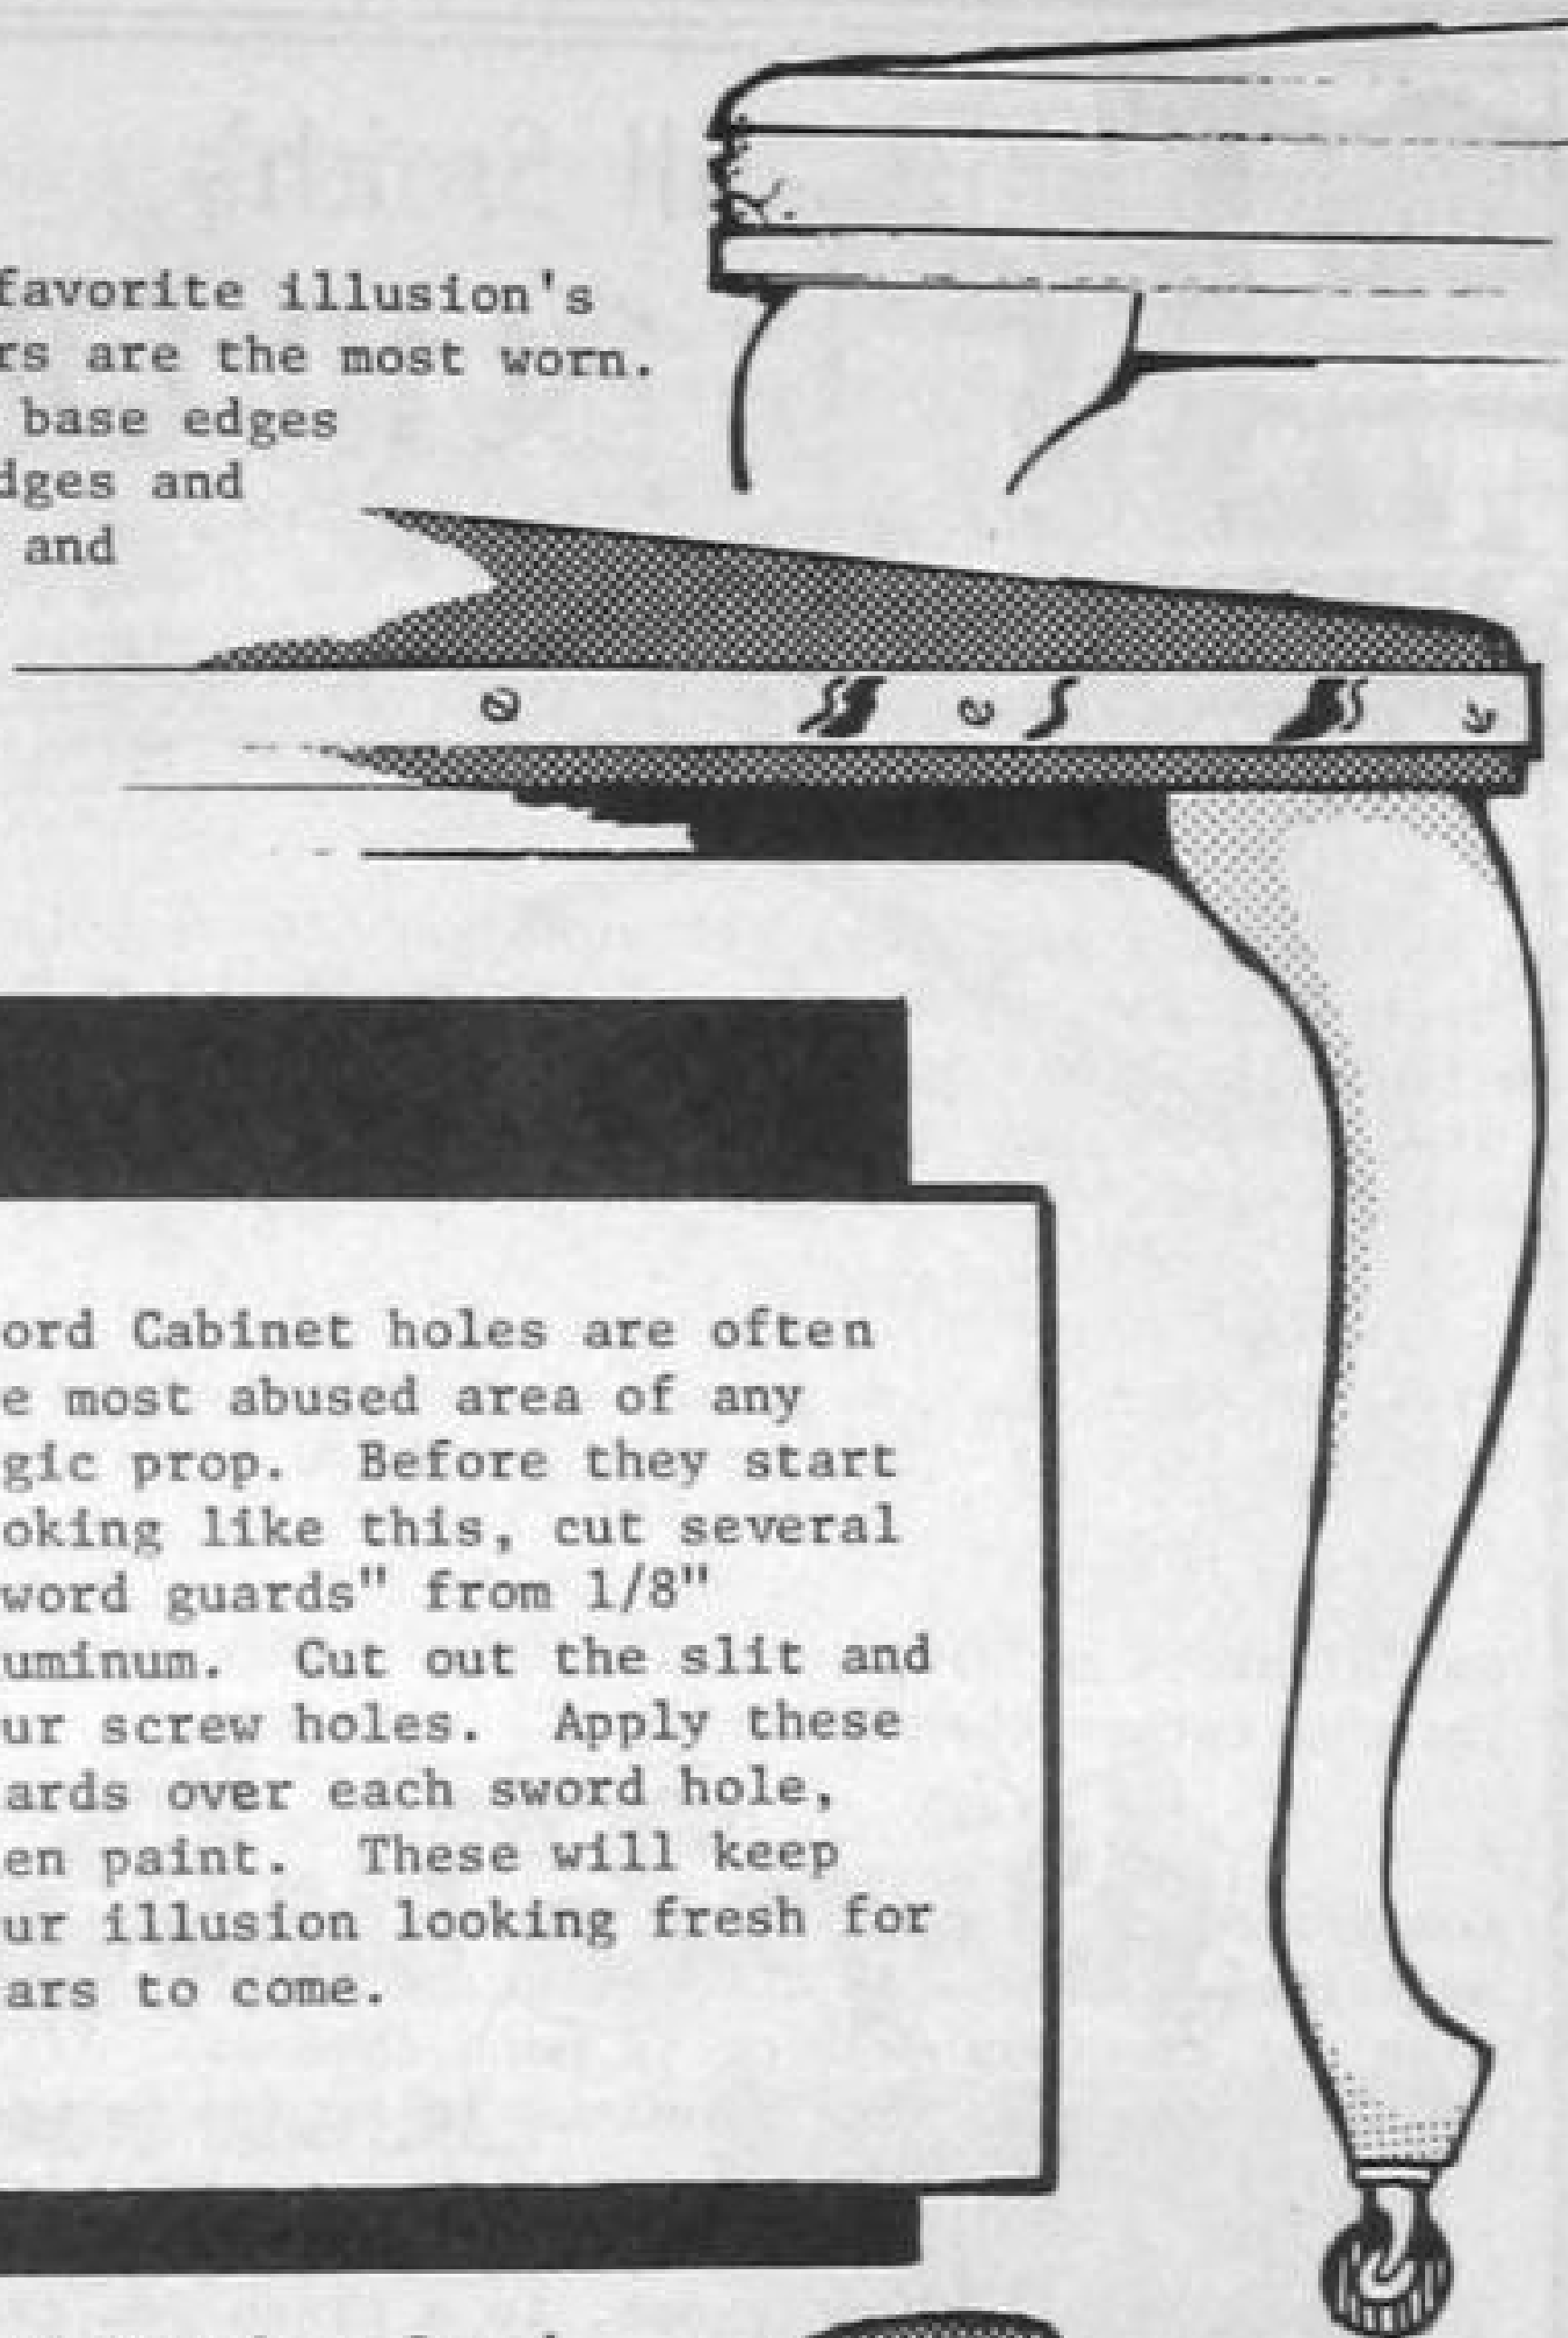 favorite illusion's
rs are the most worn.
base edges
dges and
and
ord Cabinet holes are often
e most abused area of any
gic prop.  Before they start
oking like this, cut several
word guards" from 1/8"
uminum.  Cut out the slit and
ur screw holes.  Apply these
ards over each sword hole,
en paint.  These will keep
ur illusion looking fresh for
ars to come.